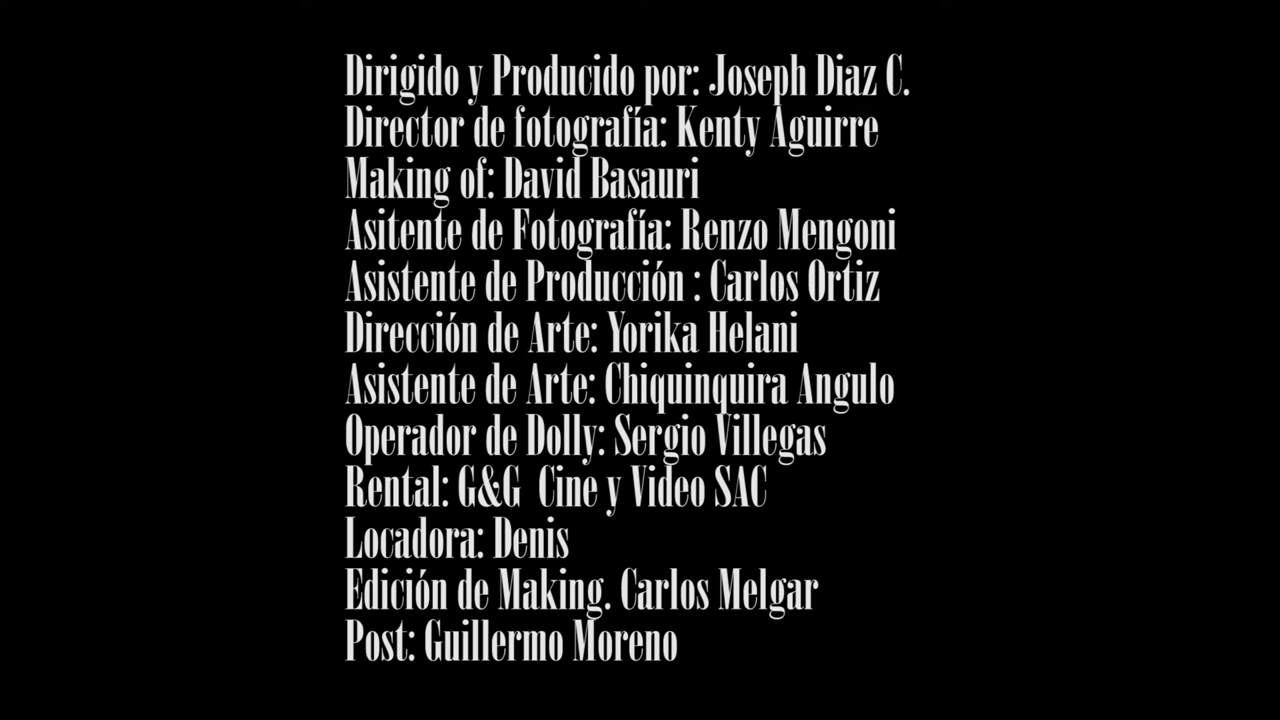 Dirigido y Producido por: Joseph Diaz C.
Director de fotografía: Kenty Aguirre
Making of: David Basauri
Asitente de Fotografía: Renzo Mengoni
Asistente de Producción : Carlos Ortiz
Dirección de Arte: Yorika Helani
Asistente de Arte: Chiquinquira Angulo
Operador de Dolly: Sergio Villegas
Rental: G&G  Cine y Video SAC
Locadora: Denis
Edición de Making. Carlos Melgar
Post: Guillermo Moreno